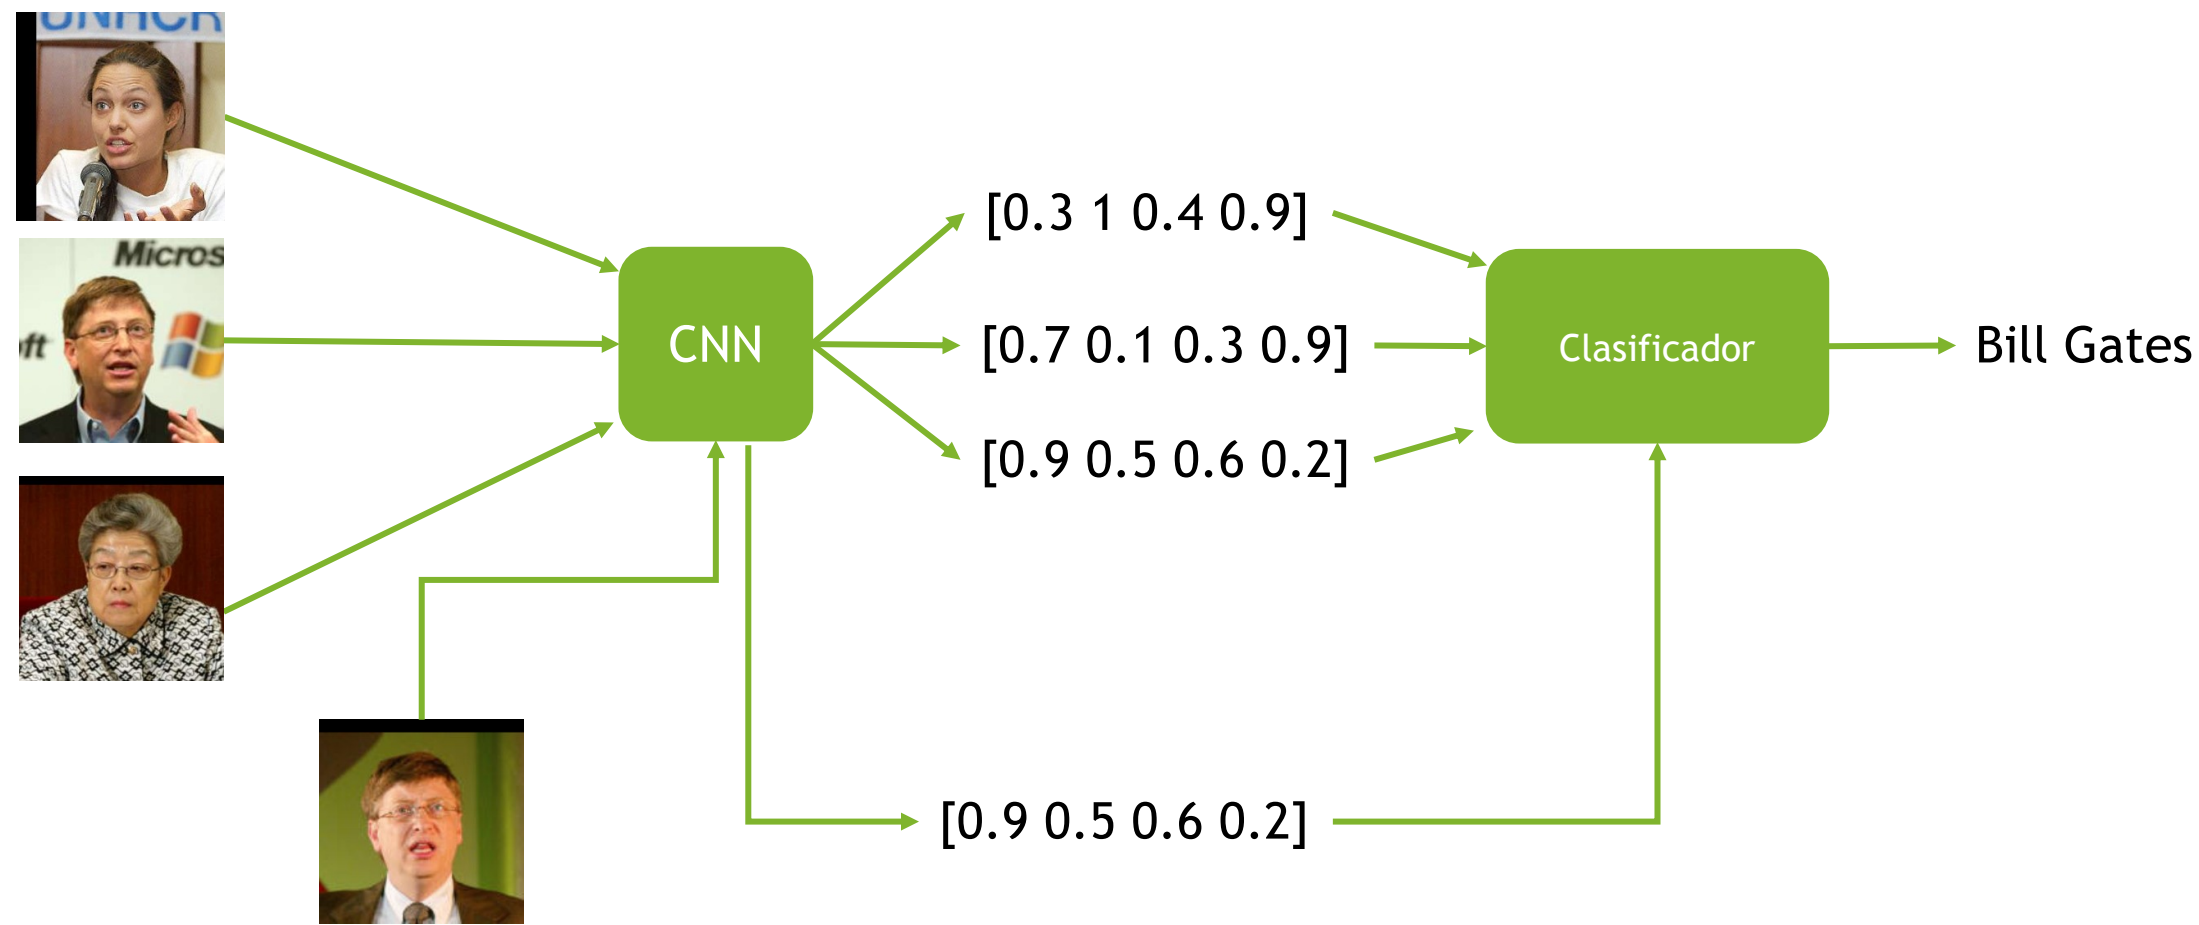 UNHCR
Micros
oft
[0.3 1 0.4 0.9]
[0.7 0.1 0.3 0.9]
[0.9 0.5 0.6 0.2]
CNN
Clasificador
Bill Gates
[0.9 0.5 0.6 0.2]